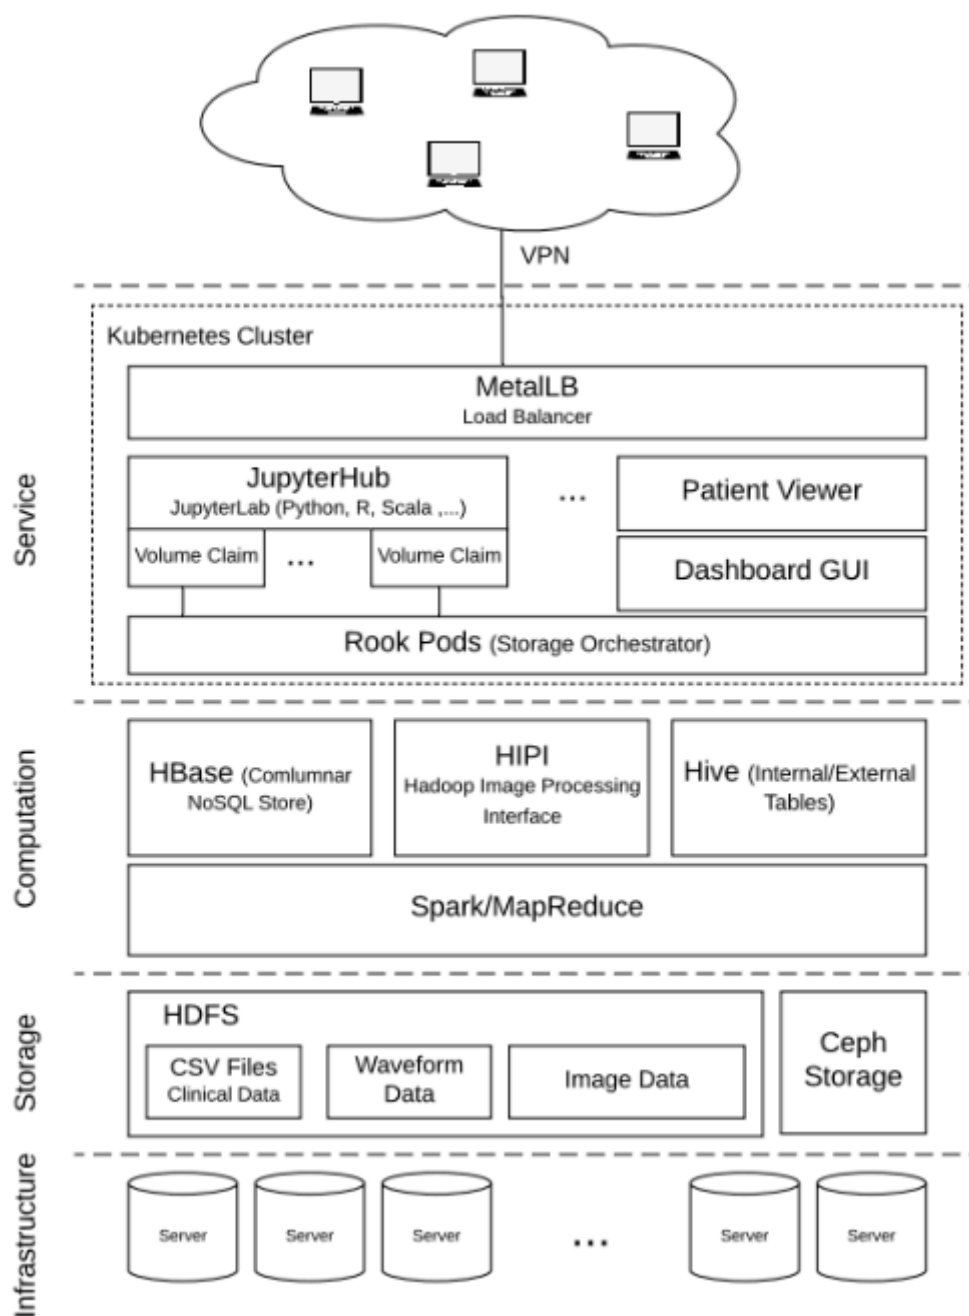 VPN
Kubernetes Cluster
MetalLB
Load Balancer
Service
JupyterHub
JupyterLab (Python, R, Scala ,...)
Volume Claim
...
Volume Claim
...
Patient Viewer
Dashboard GUI
Rook Pods (Storage Orchestrator)
Computation
HBase (Comlumnar
NoSQL Store)
HIPI
Hadoop Image Processing
Interface
Hive (Internal/External
Tables)
Spark/MapReduce
Storage
HDFS
CSV Files
Clinical Data
Waveform
Data
Image Data
Ceph
Storage
Infrastructure
Server
Server
Server
...
Server
Server